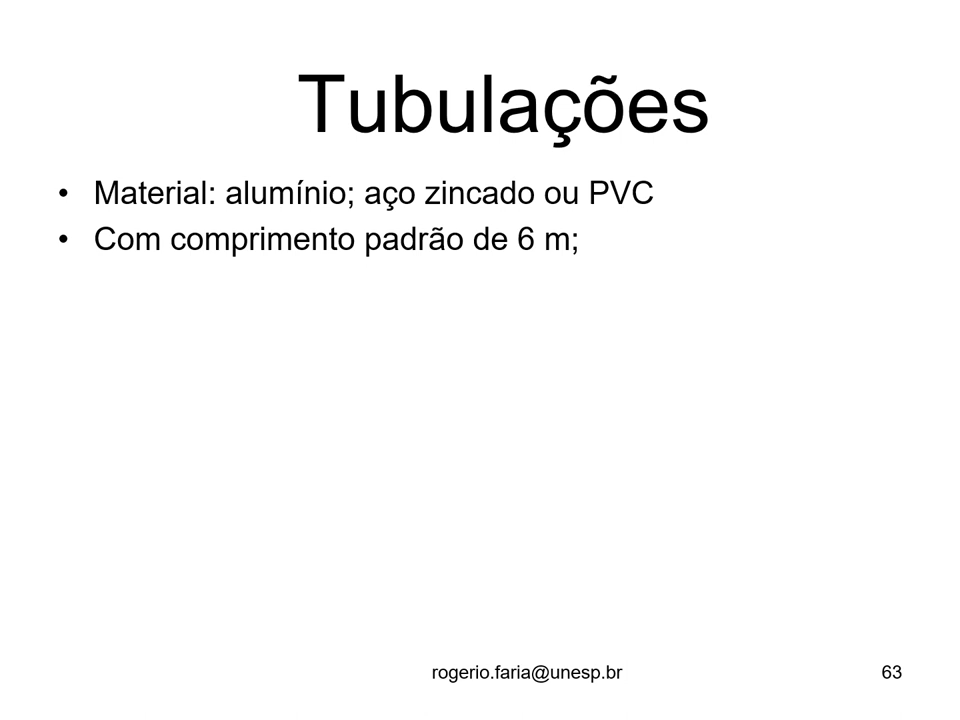 Tubulações
• Material: alumínio; aço zincado ou PVC
• Com comprimento padrão de 6 m;
rogerio.faria@unesp.br 63